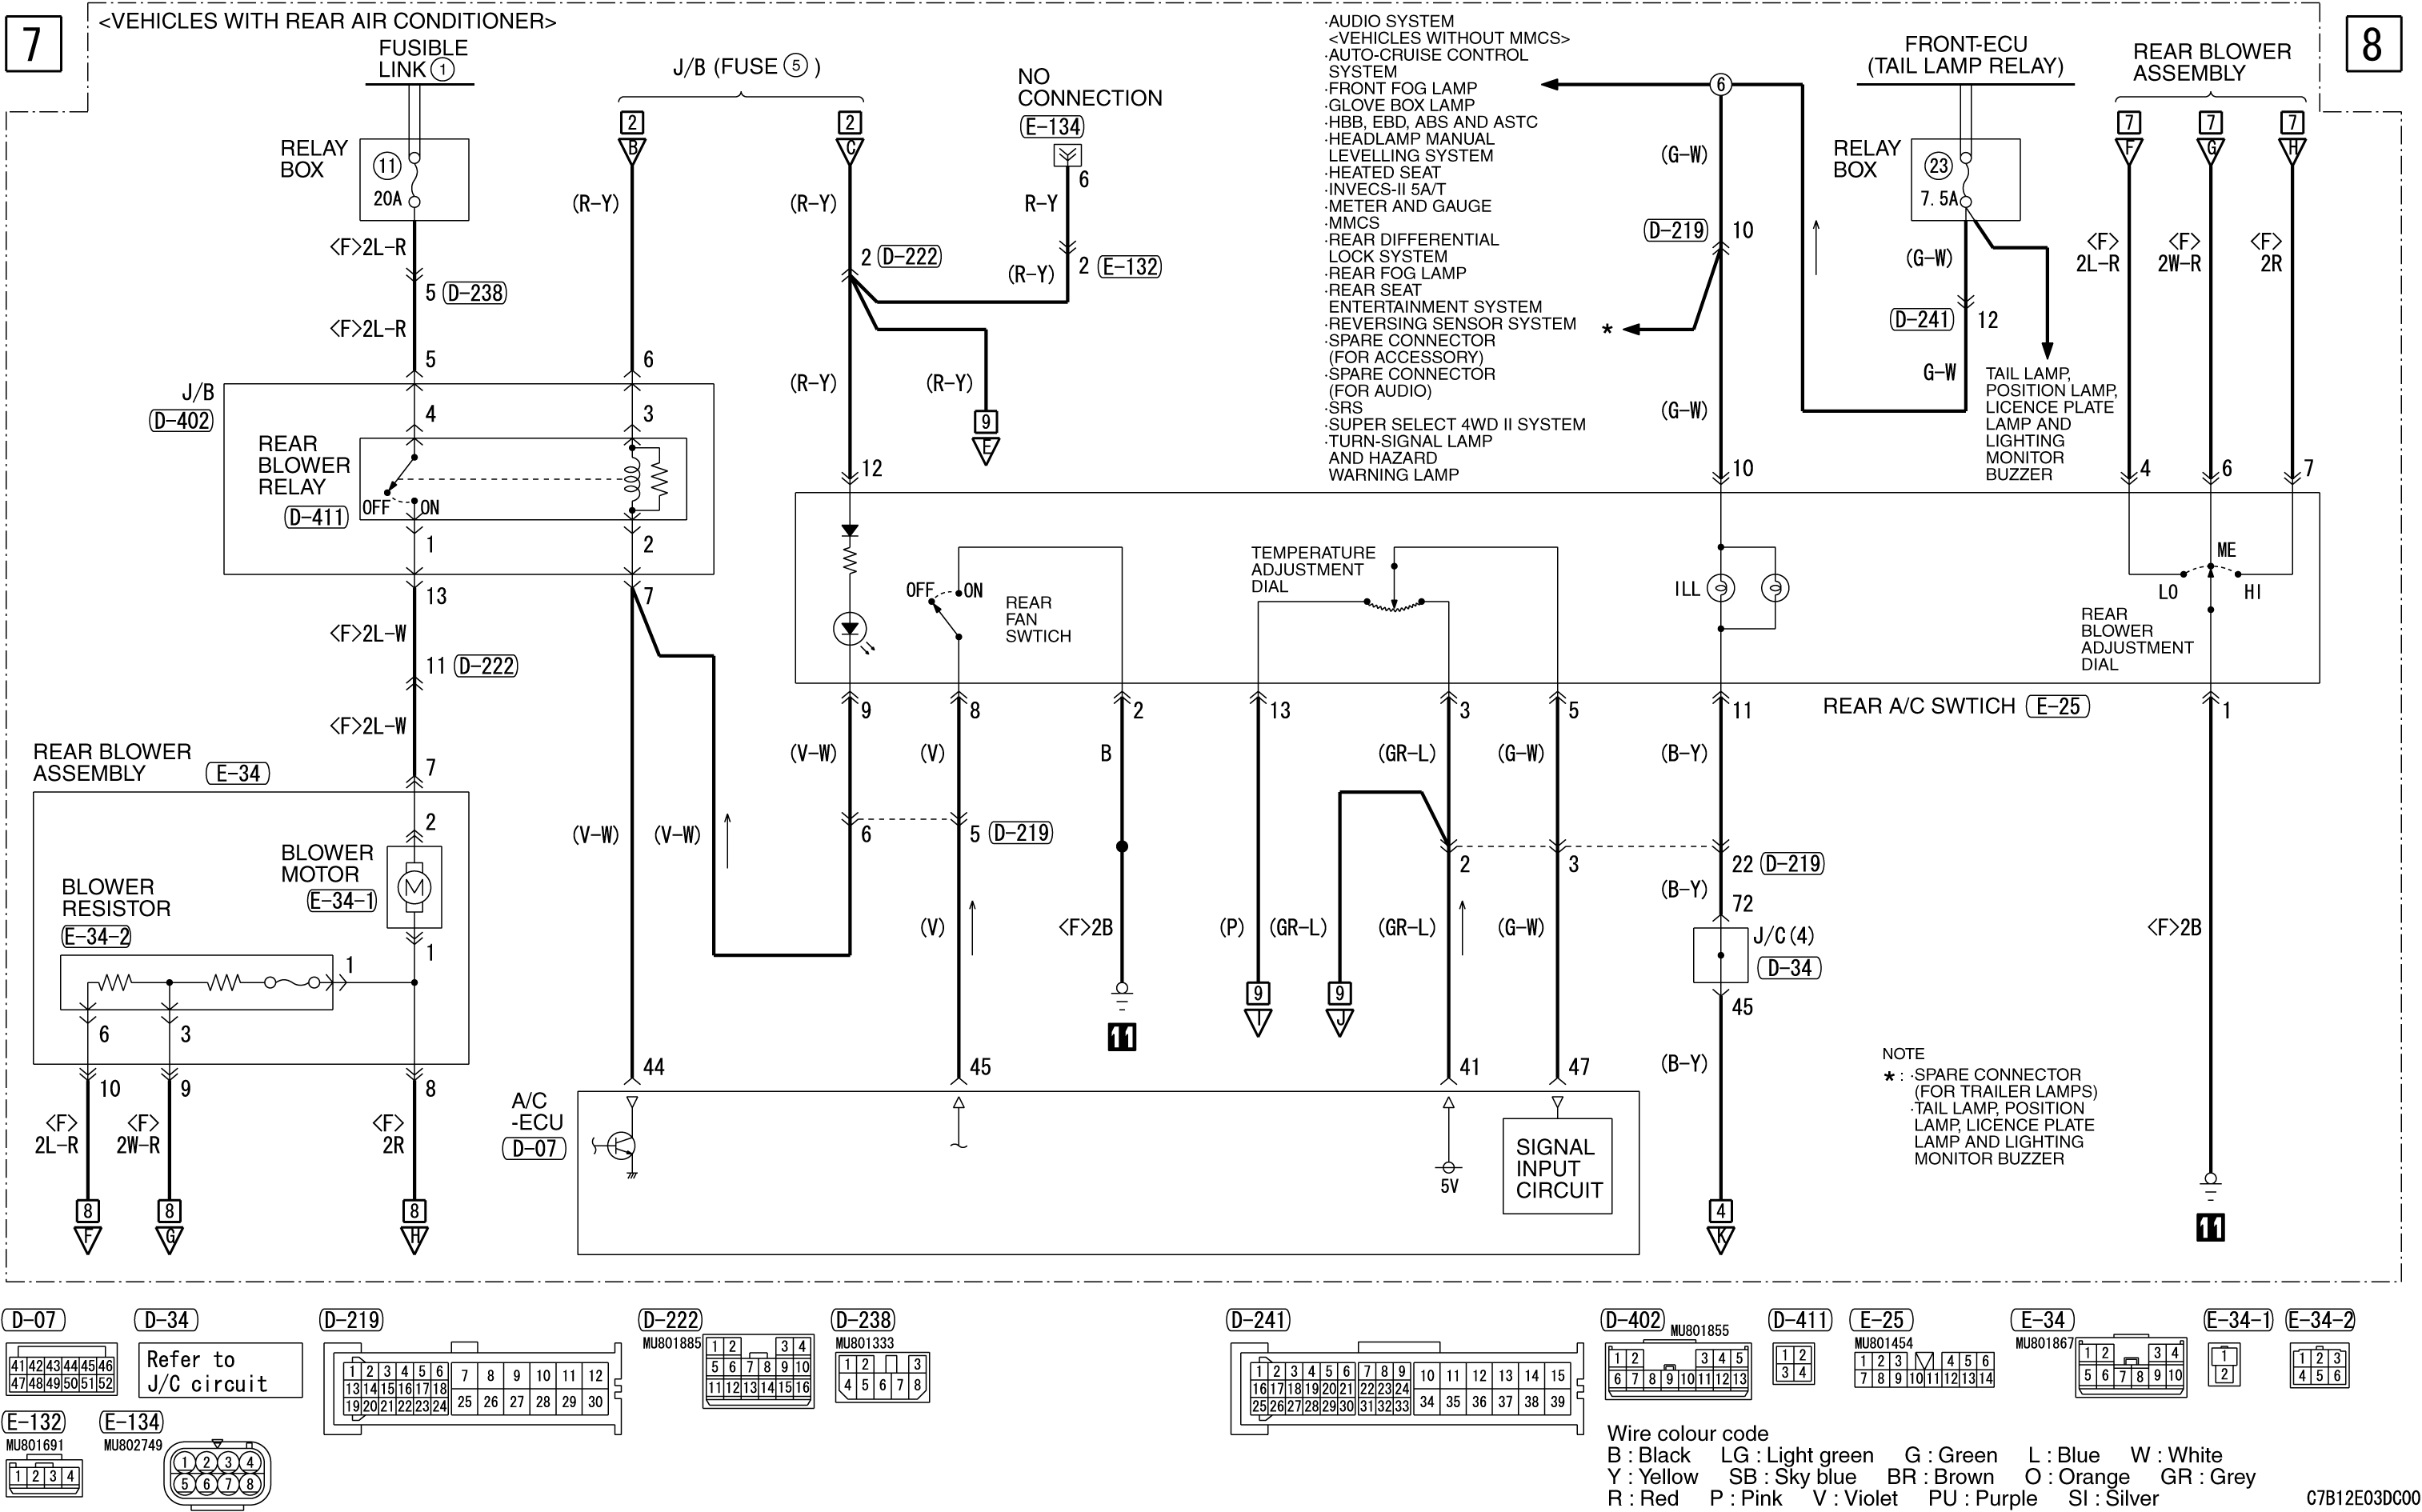 7
<VEHICLES WITH REAR AIR CONDITIONER>
8
FUSIBLE
LINK 1
RELAY
BOX
11
20A
<F>2L-R
5 D-238
<F>2L-R
5
J/B
D-402
4
REAR
BLOWER
RELAY
D-411
OFF
ON
1
13
<F>2L-W
11 D-222
<F>2L-W
REAR BLOWER
ASSEMBLY
E-34
7
2
BLOWER
MOTOR
E-34-1
M
1
BLOWER
RESISTOR
E-34-2
1
6
3
10
9
8
<F>
2L-R
<F>
2W-R
<F>
2R
8
F
8
G
8
H
J/B (FUSE 5 )
2
B
2
C
(R-Y)
(R-Y)
6
3
2
7
(V-W)
(V-W)
44
NO
CONNECTION
E-134
6
R-Y
2 E-132
(R-Y)
2 D-222
(R-Y)
(R-Y)
9
E
12
OFF
ON
REAR
FAN
SWTICH
9
8
2
(V-W)
(V)
B
6
5 D-219
(V)
<F>2B
11
45
·AUDIO SYSTEM
<VEHICLES WITHOUT MMCS>
·AUTO-CRUISE CONTROL
SYSTEM
·FRONT FOG LAMP
·GLOVE BOX LAMP
·HBB, EBD, ABS AND ASTC
·HEADLAMP MANUAL
LEVELLING SYSTEM
·HEATED SEAT
·INVECS-II 5A/T
·METER AND GAUGE
·MMCS
·REAR DIFFERENTIAL
LOCK SYSTEM
·REAR FOG LAMP
·REAR SEAT
ENTERTAINMENT SYSTEM
·REVERSING SENSOR SYSTEM
·SPARE CONNECTOR
(FOR ACCESSORY)
·SPARE CONNECTOR
(FOR AUDIO)
·SRS
·SUPER SELECT 4WD II SYSTEM
·TURN-SIGNAL LAMP
AND HAZARD
WARNING LAMP
6
(G-W)
D-219
10
*
(G-W)
10
FRONT-ECU
(TAIL LAMP RELAY)
RELAY
BOX
23
7.5A
(G-W)
D-241
12
G-W
TAIL LAMP,
POSITION LAMP,
LICENCE PLATE
LAMP AND
LIGHTING
MONITOR
BUZZER
REAR BLOWER
ASSEMBLY
7
F
7
G
7
H
<F>
2L-R
<F>
2W-R
<F>
2R
4
6
7
TEMPERATURE
ADJUSTMENT
DIAL
ILL
ME
LO
HI
REAR
BLOWER
ADJUSTMENT
DIAL
REAR A/C SWTICH E-25
13
3
5
11
1
(GR-L)
(G-W)
(B-Y)
2
3
22 D-219
(B-Y)
72
J/C(4)
D-34
45
(P)
(GR-L)
(GR-L)
(G-W)
<F>2B
9
I
9
J
41
47
(B-Y)
4
K
11
NOTE
* : ·SPARE CONNECTOR
(FOR TRAILER LAMPS)
·TAIL LAMP, POSITION
LAMP, LICENCE PLATE
LAMP AND LIGHTING
MONITOR BUZZER
A/C
-ECU
D-07
5V
SIGNAL
INPUT
CIRCUIT
D-07
41 42 43 44 45 46
47 48 49 50 51 52
D-34
Refer to
J/C circuit
D-219
1 2 3 4 5 6 7 8 9 10 11 12
13 14 15 16 17 18
19 20 21 22 23 24 25 26 27 28 29 30
D-222
MU801885
1 2 3 4
5 6 7 8 9 10
11 12 13 14 15 16
D-238
MU801333
1 2 3
4 5 6 7 8
D-241
1 2 3 4 5 6 7 8 9 10 11 12 13 14 15
16 17 18 19 20 21 22 23 24
25 26 27 28 29 30 31 32 33 34 35 36 37 38 39
D-402
MU801855
1 2 3 4 5
6 7 8 9 10 11 12 13
D-411
1 2
3 4
E-25
MU801454
1 2 3 4 5 6
7 8 9 10 11 12 13 14
E-34
MU801867
1 2 3 4
5 6 7 8 9 10
E-34-1
1
2
E-34-2
1 2 3
4 5 6
E-132
MU801691
1 2 3 4
E-134
MU802749
1 2 3 4
5 6 7 8
Wire colour code
B : Black LG : Light green G : Green L : Blue W : White
Y : Yellow SB : Sky blue BR : Brown O : Orange GR : Grey
R : Red P : Pink V : Violet PU : Purple SI : Silver
C7B12E03DC00